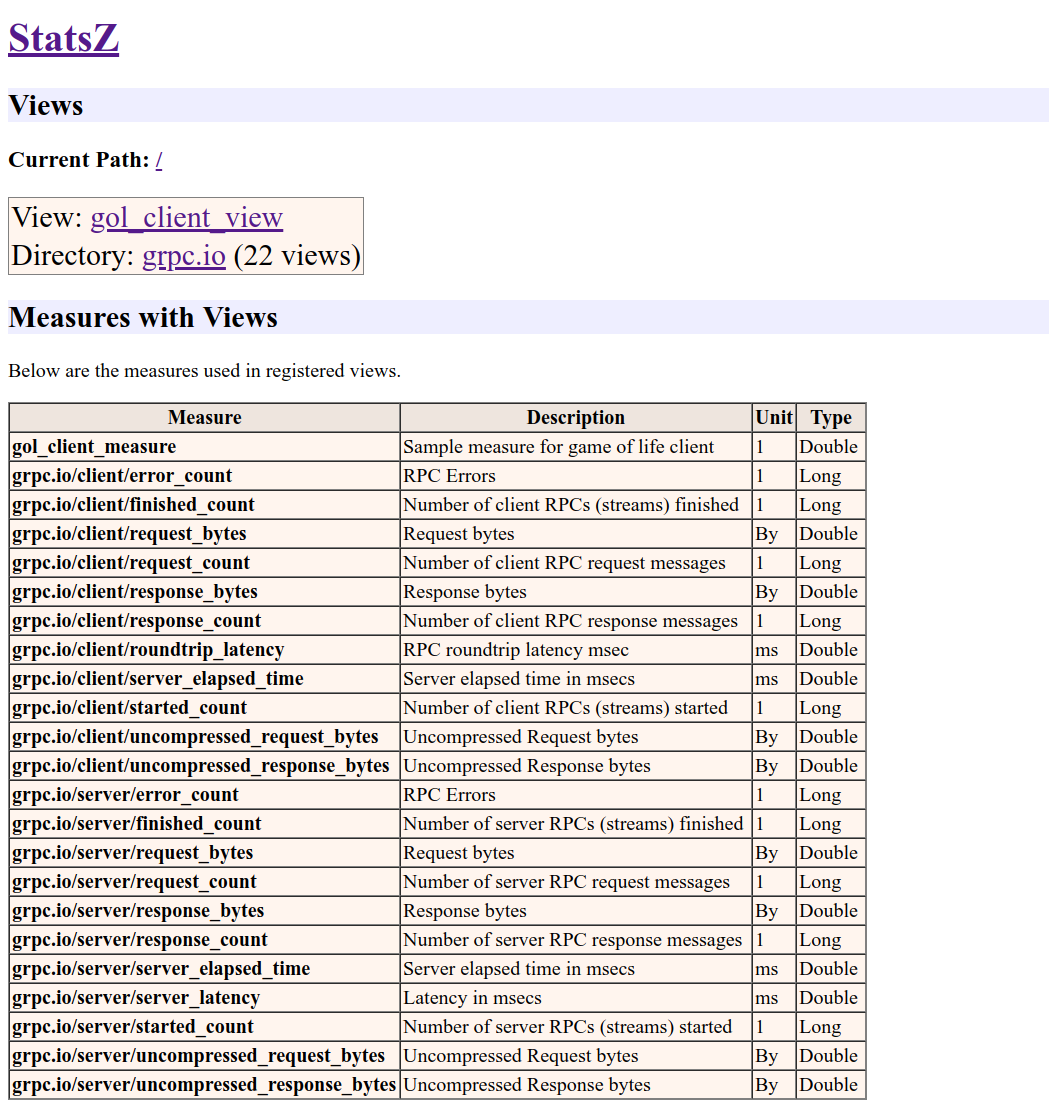 StatsZ
Views
Current Path: /
View: gol_client_view
Directory: grpc.io (22 views)
Measures with Views
Below are the measures used in registered views.
Measure Description Unit Type
gol_client_measure Sample measure for game of life client 1 Double
grpc.io/client/error_count RPC Errors 1 Long
grpc.io/client/finished_count Number of client RPCs (streams) finished 1 Long
grpc.io/client/request_bytes Request bytes By Double
grpc.io/client/request_count Number of client RPC request messages 1 Long
grpc.io/client/response_bytes Response bytes By Double
grpc.io/client/response_count Number of client RPC response messages 1 Long
grpc.io/client/roundtrip_latency RPC roundtrip latency msec ms Double
grpc.io/client/server_elapsed_time Server elapsed time in msecs ms Double
grpc.io/client/started_count Number of client RPCs (streams) started 1 Long
grpc.io/client/uncompressed_request_bytes Uncompressed Request bytes By Double
grpc.io/client/uncompressed_response_bytes Uncompressed Response bytes By Double
grpc.io/server/error_count RPC Errors 1 Long
grpc.io/server/finished_count Number of server RPCs (streams) finished 1 Long
grpc.io/server/request_bytes Request bytes By Double
grpc.io/server/request_count Number of server RPC request messages 1 Long
grpc.io/server/response_bytes Response bytes By Double
grpc.io/server/response_count Number of server RPC response messages 1 Long
grpc.io/server/server_elapsed_time Server elapsed time in msecs ms Double
grpc.io/server/server_latency Latency in msecs ms Double
grpc.io/server/started_count Number of server RPCs (streams) started 1 Long
grpc.io/server/uncompressed_request_bytes Uncompressed Request bytes By Double
grpc.io/server/uncompressed_response_bytes Uncompressed Response bytes By Double